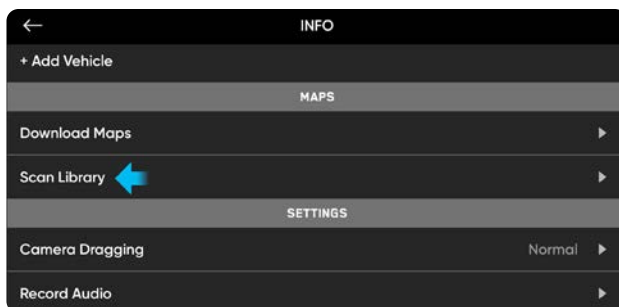 INFO
+ Add Vehicle
MAPS
Download Maps
Scan Library
SETTINGS
Camera Dragging Normal
Record Audio